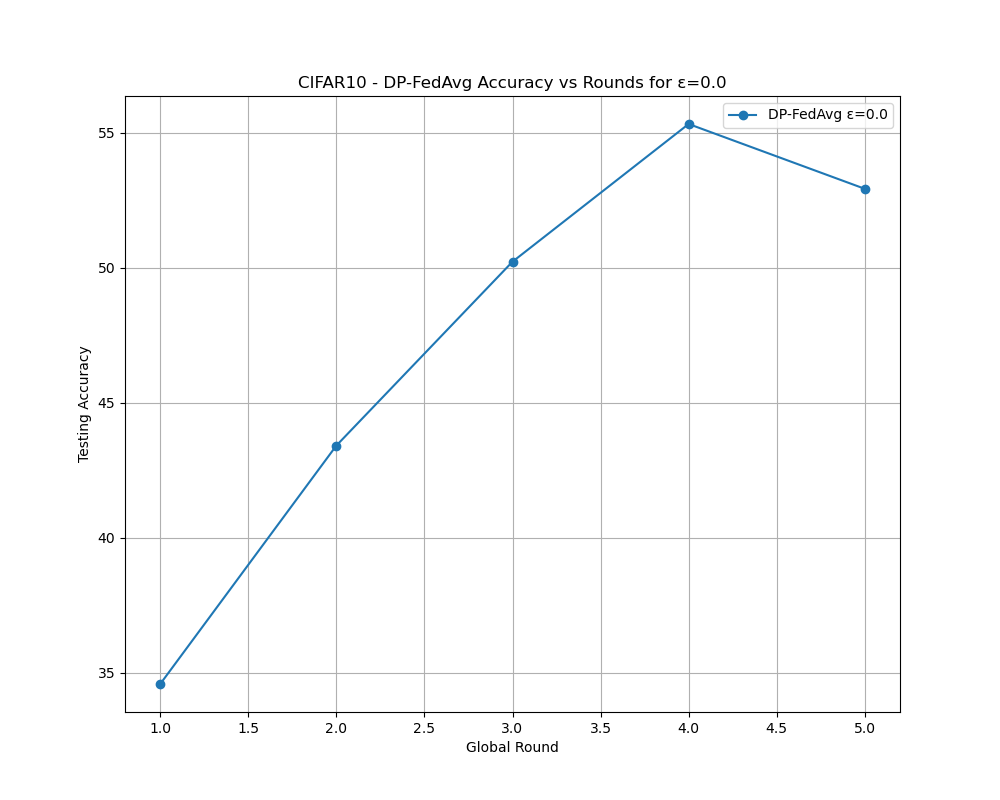 CIFAR10 - DP-FedAvg Accuracy vs Rounds for ε=0.0
DP-FedAvg ε=0.0
55
50
45
40
35
Testing Accuracy
1.0 1.5 2.0 2.5 3.0 3.5 4.0 4.5 5.0
Global Round